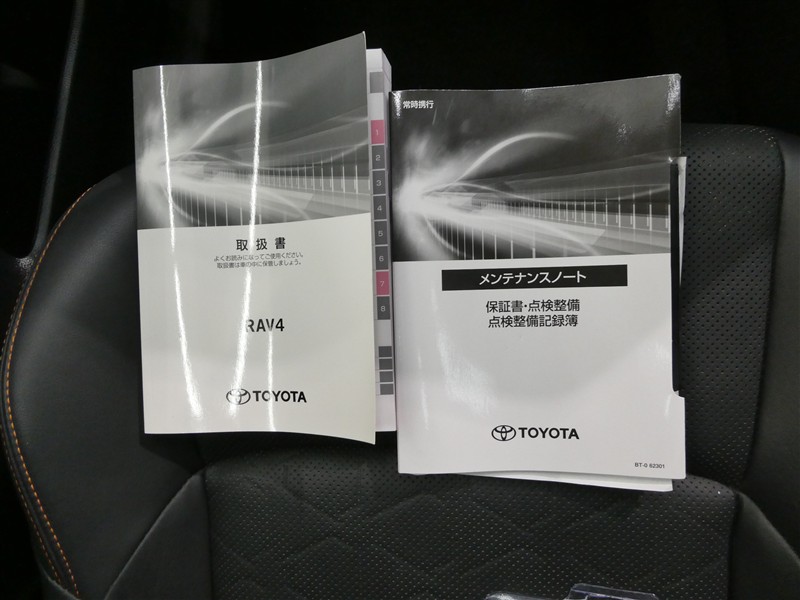 取扱書
よくお読みになってご使用ください。
取扱書は車の中に保管しましょう。
RAV4
TOYOTA
1
2
3
4
5
6
7
8
常時携行
メンテナンスノート
保証書・点検整備
点検整備記録簿
TOYOTA
BT-0 62301